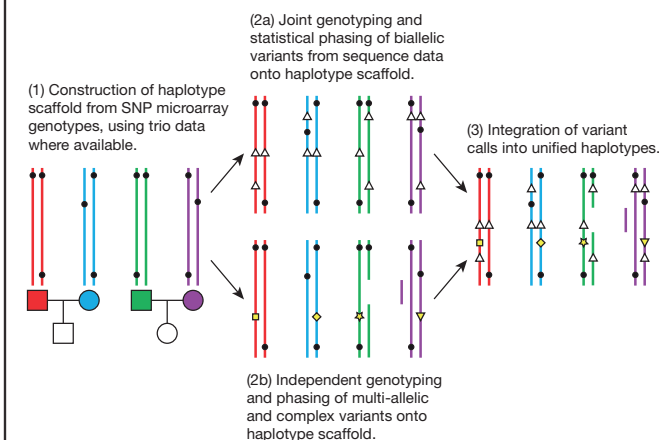 (2a) Joint genotyping and
statistical phasing of biallelic
variants from sequence data
onto haplotype scaffold.
(1) Construction of haplotype
scaffold from SNP microarray
genotypes, using trio data
where available.
(3) Integration of variant
calls into unified haplotypes.
(2b) Independent genotyping
and phasing of multi-allelic
and complex variants onto
haplotype scaffold.